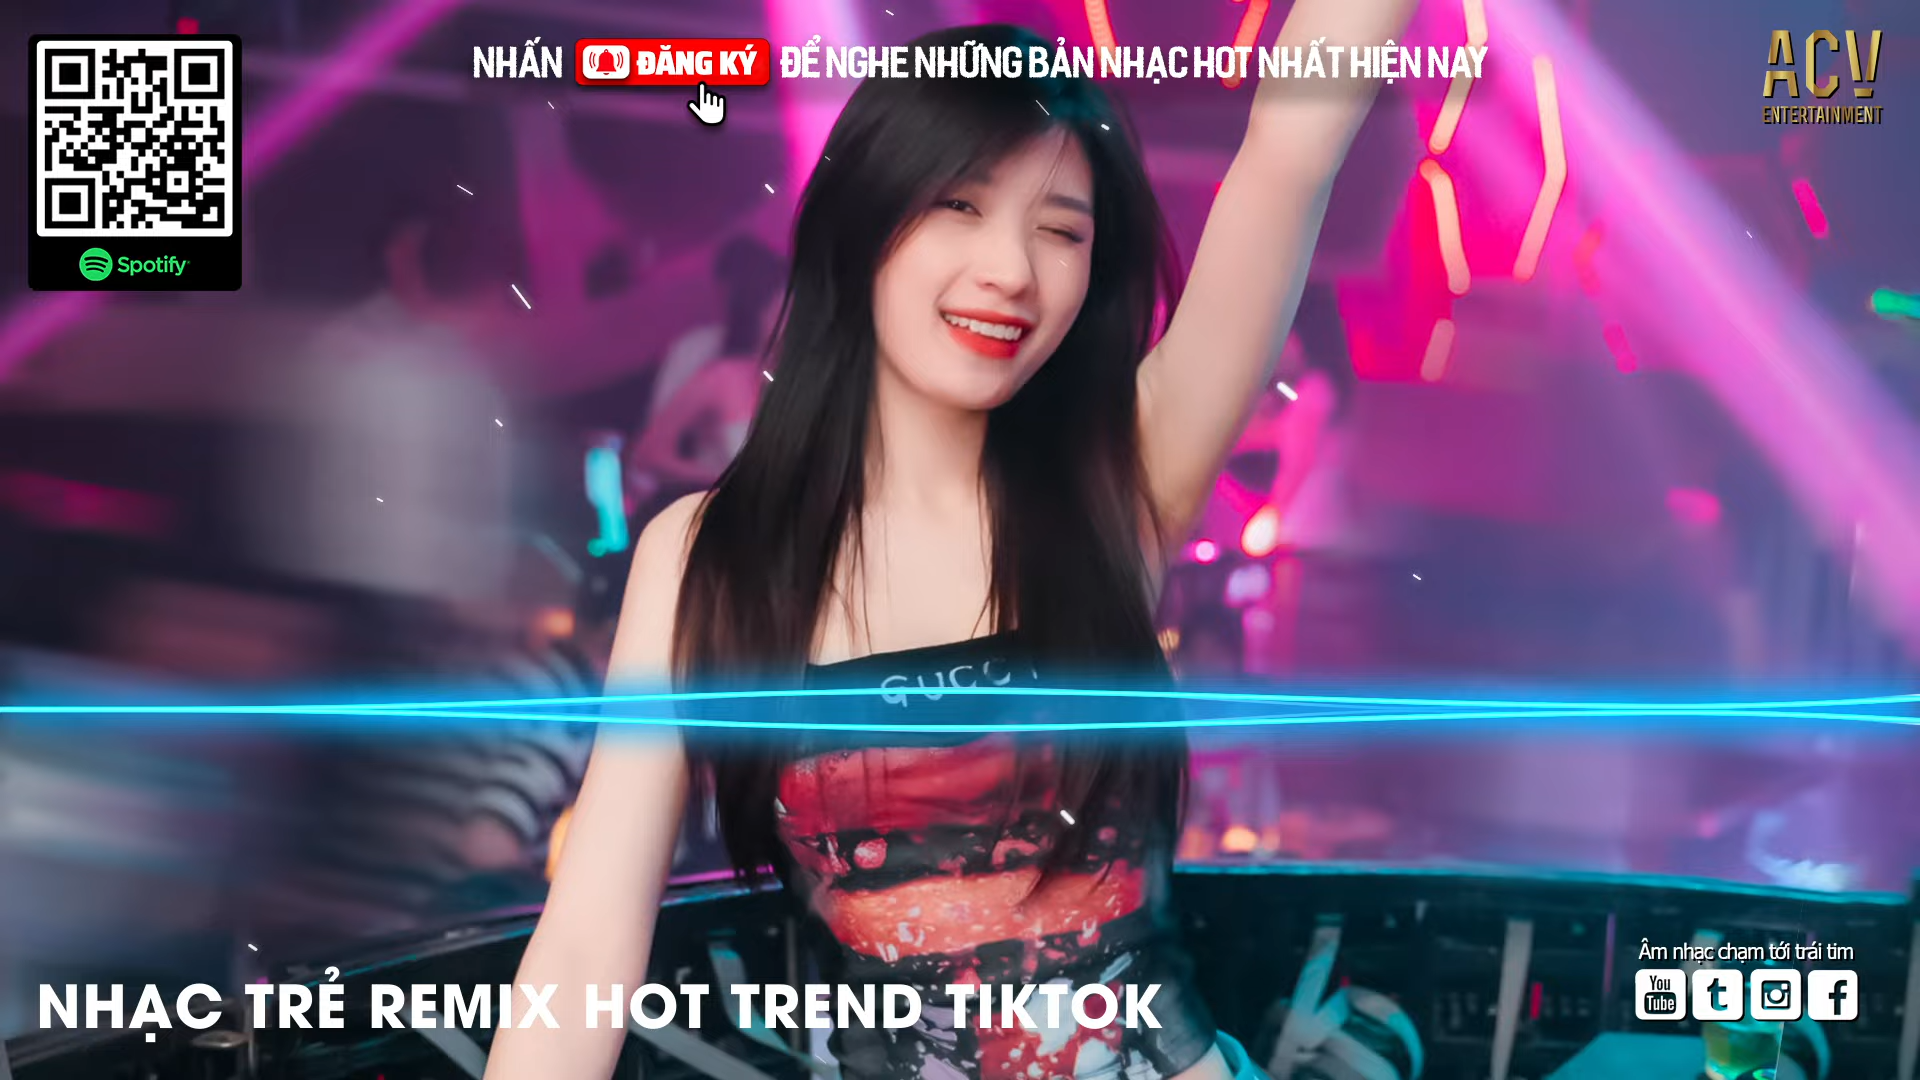 NHẤN ĐĂNG KÝ ĐỂ NGHE NHỮNG BẢN NHẠC HOT NHẤT HIỆN NAY
ACV
ENTERTAINMENT
Spotify
GUCCI
Âm nhạc chạm tới trái tim
You
Tube
NHẠC TRẺ REMIX HOT TREND TIKTOK